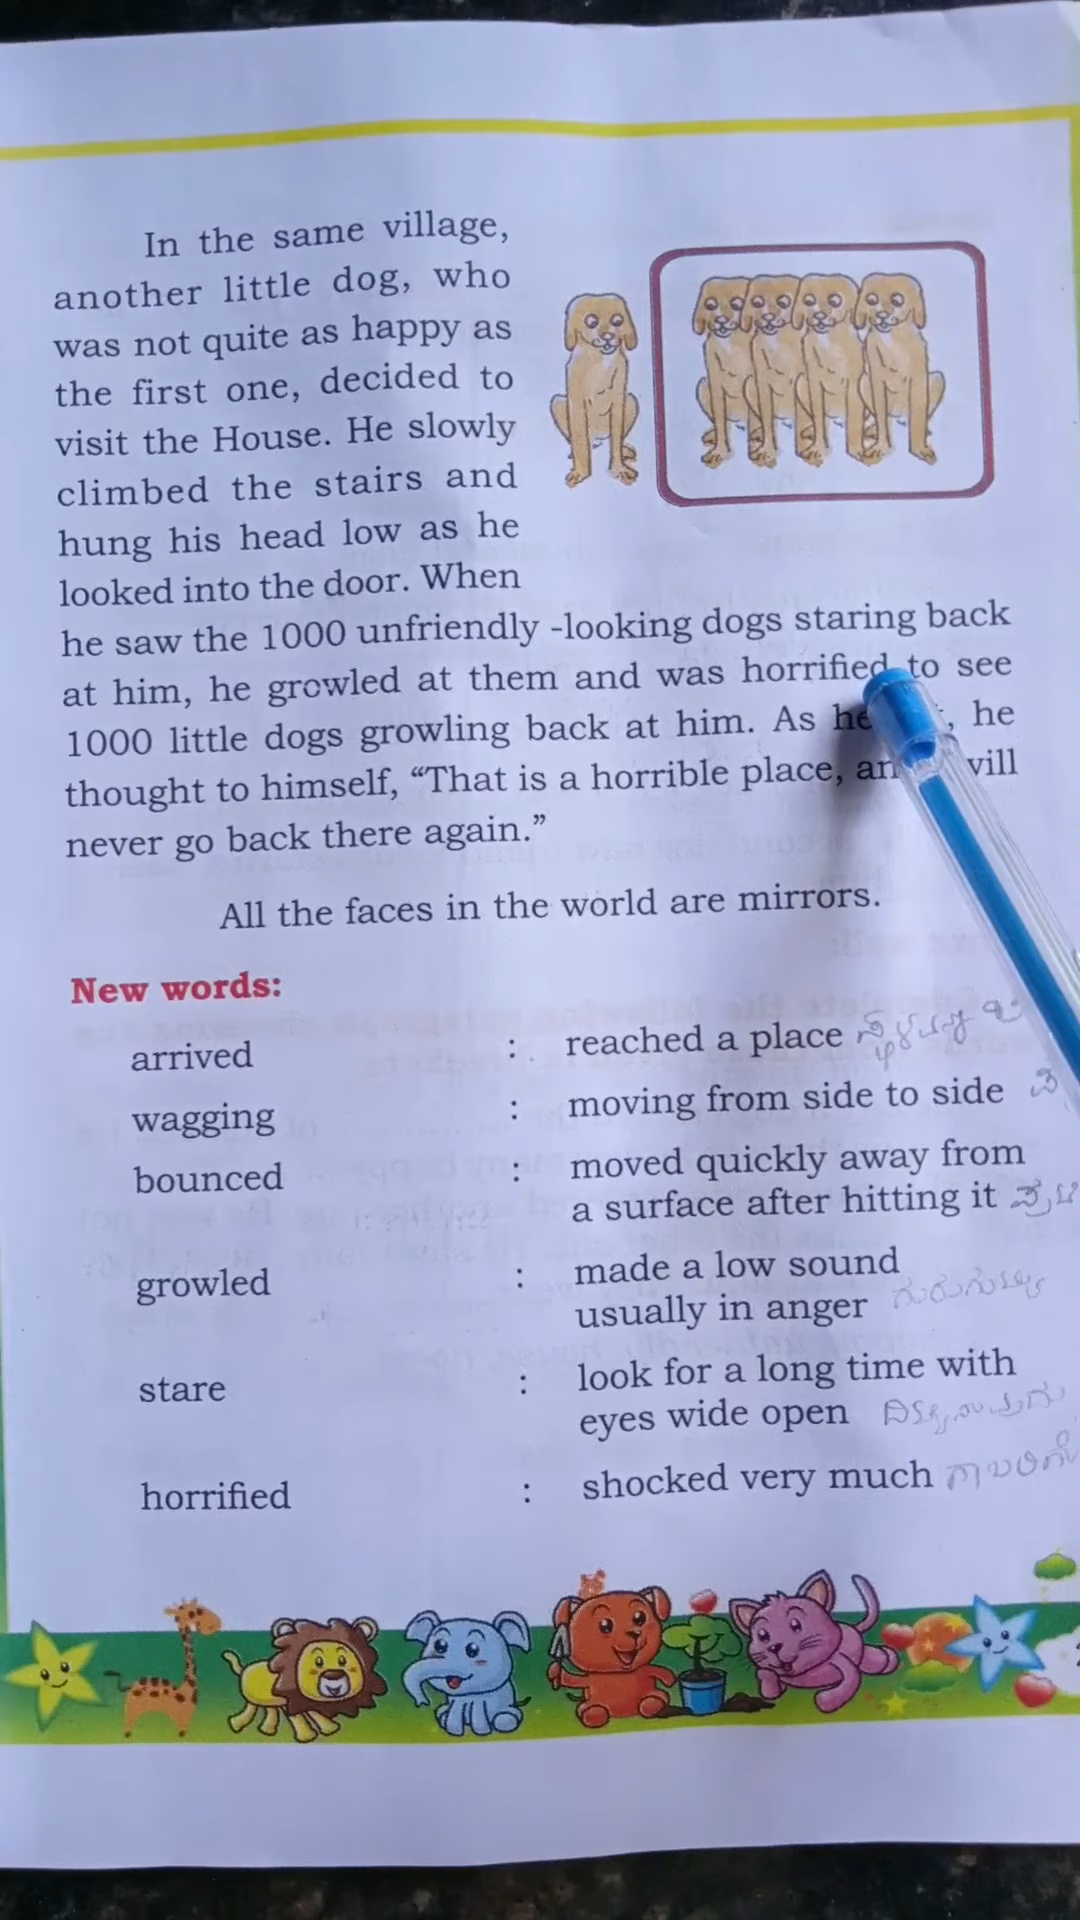 In the same village,
another little dog, who
was not quite as happy as
the first one, decided to
visit the House. He slowly
climbed the stairs and
hung his head low as he
looked into the door. When
he saw the 1000 unfriendly -looking dogs staring back
at him, he growled at them and was horrified to see
1000 little dogs growling back at him. As he , he
thought to himself, “That is a horrible place,
never go back there again.”
All the faces in the world are mirrors.
New words:
arrived : reached a place
wagging : moving from side to side
bounced : moved quickly away from
a surface after hitting it
growled : made a low sound
usually in anger
stare : look for a long time with
eyes wide open
horrified : shocked very much